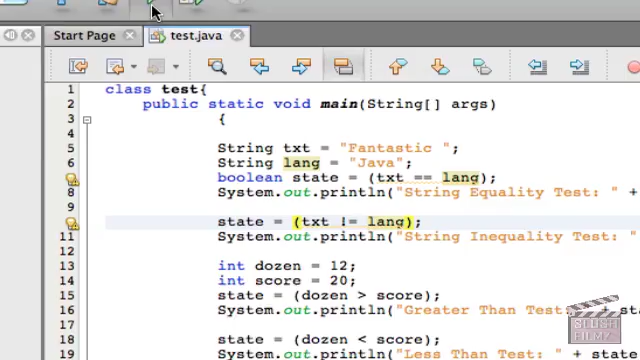 Start Page
test.java
1 class test{
2 public static void main(String[] args)
3 {
4
5 String txt = "Fantastic ";
6 String lang = "Java";
boolean state = (txt == lang);
8 System.out.println("String Equality Test: " +
9
state = (txt != lang);
11 System.out.println("String Inequality Test: "
12
13 int dozen = 12;
14 int score = 20;
15 state = (dozen > score);
16 System.out.println("Greater Than Test: " + sta
17
18 state = (dozen < score);
19 System.out.println("Less Than Test: " + state
SLUSH
FILMZ